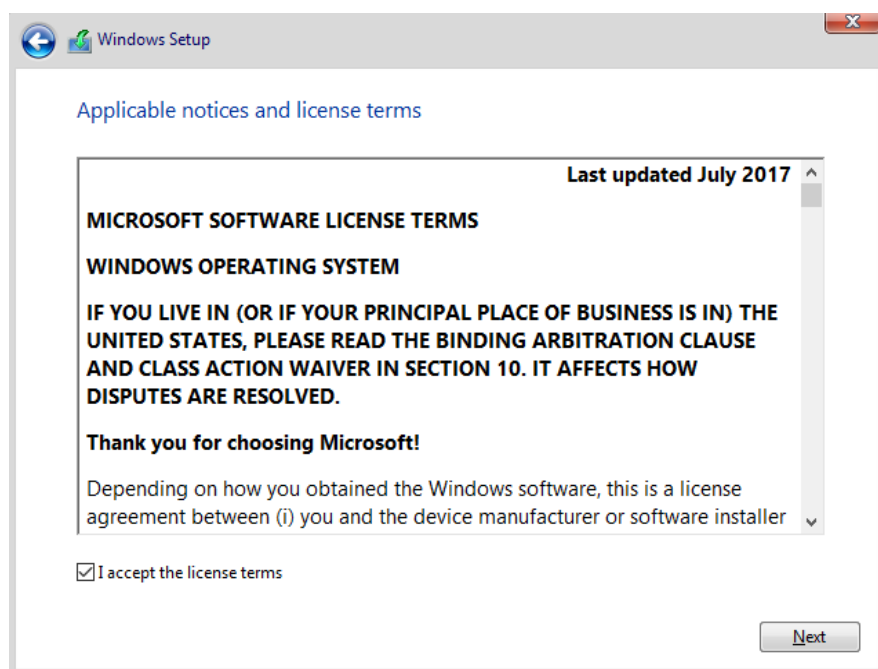 Windows Setup
Applicable notices and license terms
Last updated July 2017
MICROSOFT SOFTWARE LICENSE TERMS
WINDOWS OPERATING SYSTEM
IF YOU LIVE IN (OR IF YOUR PRINCIPAL PLACE OF BUSINESS IS IN) THE
UNITED STATES, PLEASE READ THE BINDING ARBITRATION CLAUSE
AND CLASS ACTION WAIVER IN SECTION 10. IT AFFECTS HOW
DISPUTES ARE RESOLVED.
Thank you for choosing Microsoft!
Depending on how you obtained the Windows software, this is a license
agreement between (i) you and the device manufacturer or software installer
I accept the license terms
Next